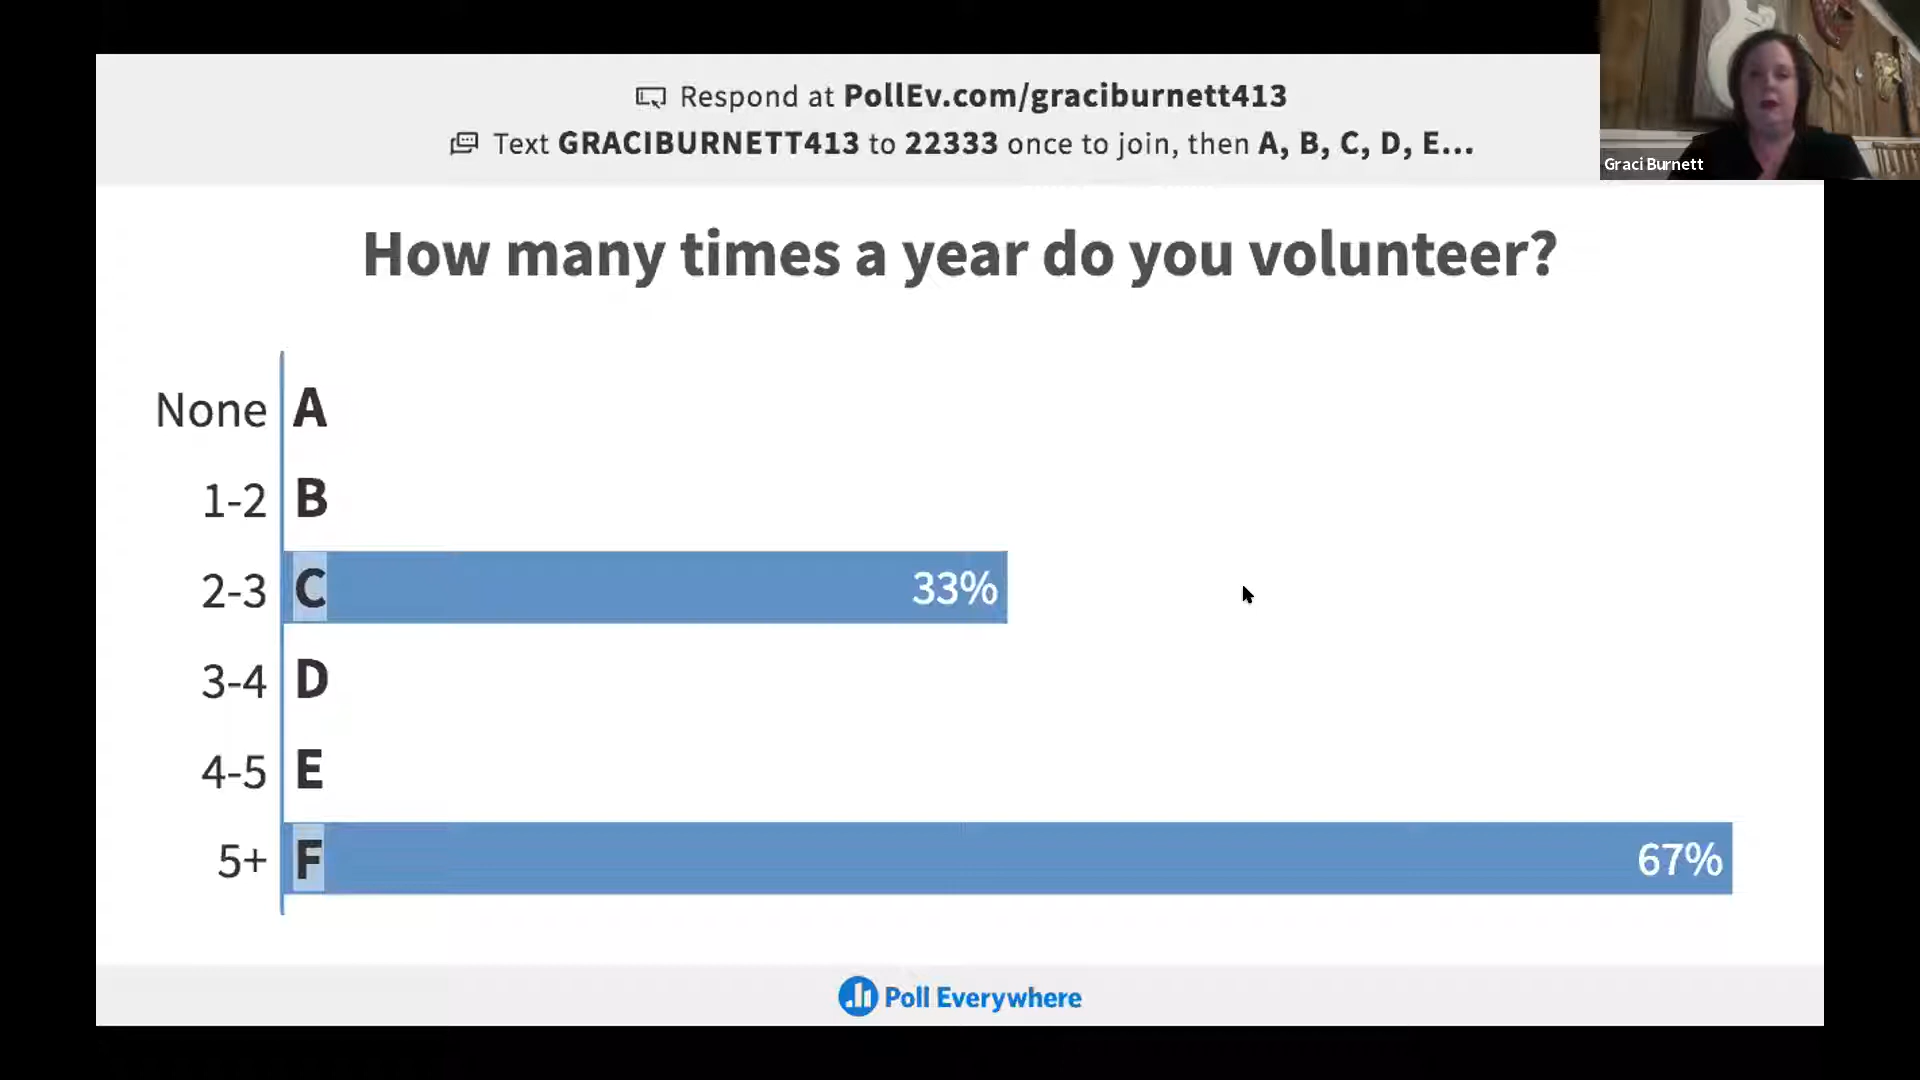 Respond at PollEv.com/graciburnett413
Text GRACIBURNETT413 to 22333 once to join, then A, B, C, D, E...
Graci Burnett
How many times a year do you volunteer?
None A
1-2 B
2-3 C 33%
3-4 D
4-5 E
5+ F 67%
Poll Everywhere